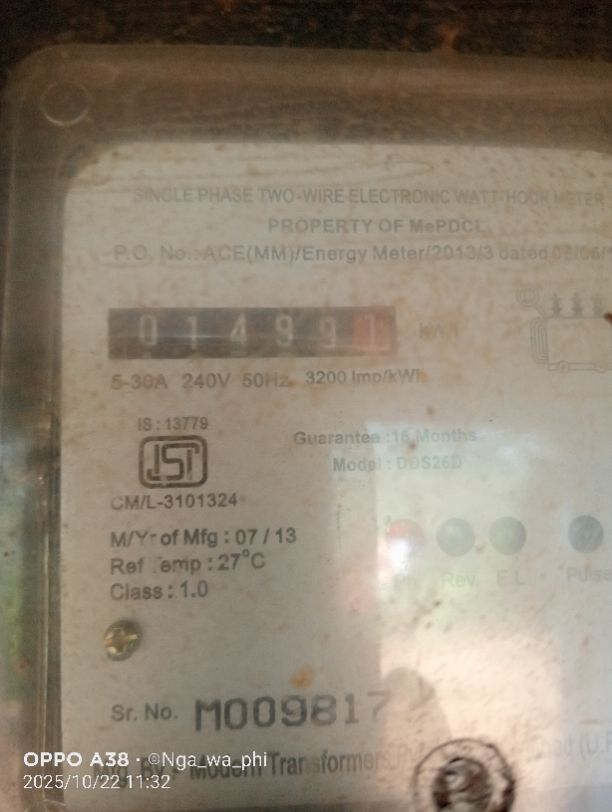 SINGLE PHASE TWO-WIRE ELECTRONIC WATT-HOUR METER
PROPERTY OF MePDCL
P.O. No.: ACE(MM)/Energy Meter/2013/3 dated
014991 kWh
5-30A 240V 50Hz 3200 Imp/kWh
IS : 13779
Guarantee : 18 Months
Model : DDS26D
CM/L-3101324
M/Yr of Mfg : 07 / 13
Ref Temp : 27°C
Class : 1.0
Ph Rev E.L Pulse
Sr. No. M009817
By : Modern Transformers
OPPO A38 · ©Nga_wa_phi
2025/10/22 11:32